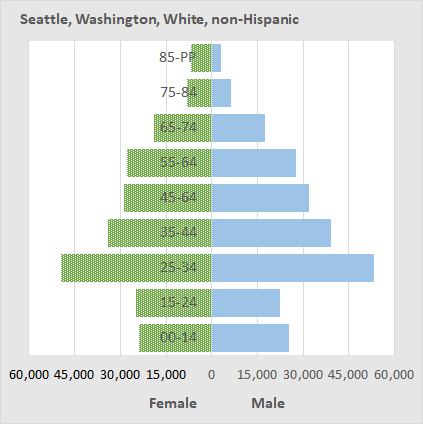 Seattle, Washington, White, non-Hispanic
85-PP
75-84
65-74
55-64
45-64
35-44
25-34
15-24
00-14
60,000 45,000 30,000 15,000 0 15,000 30,000 45,000 60,000
Female Male